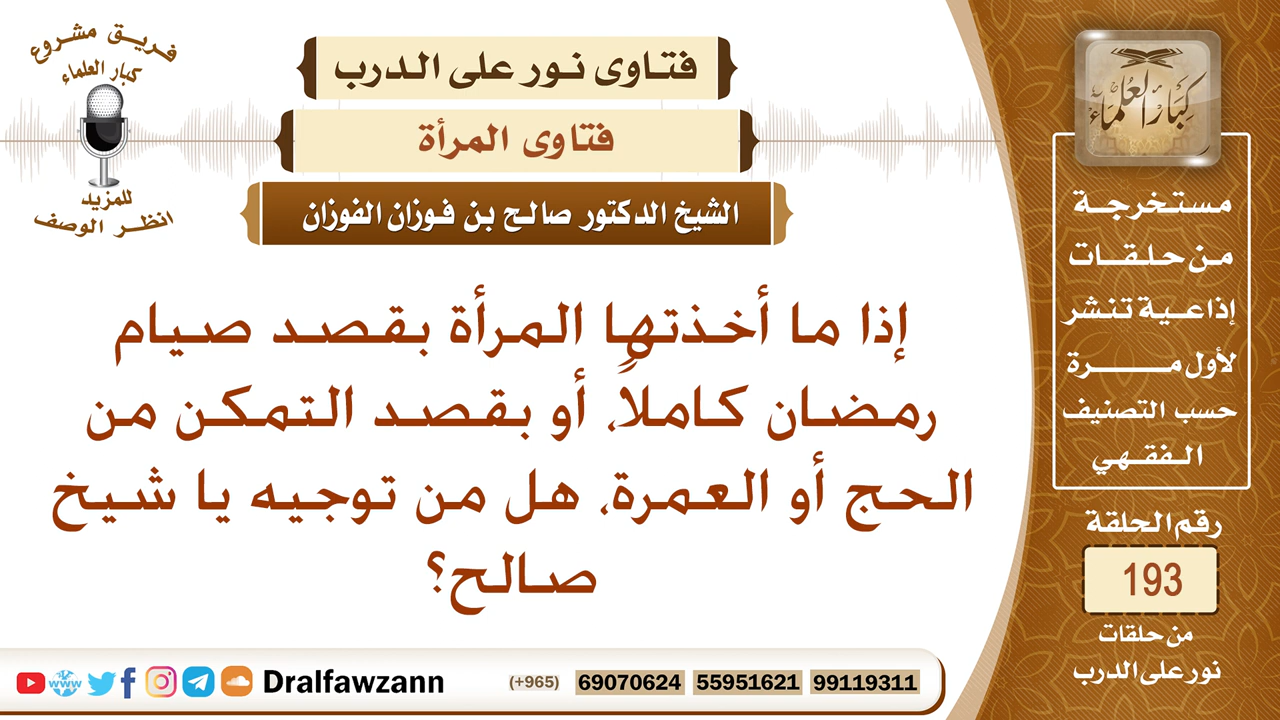 فريق مشروع
كبار العلماء
للمزيد
انظر الوصف
فتاوى نور على الدرب
فتاوى المرأة
الشيخ الدكتور صالح بن فوزان الفوزان
إذا ما أخذتها المرأة بقصد صيام
رمضان كاملاً، أو بقصد التمكن من
الحج أو العمرة، هل من توجيه يا شيخ
صالح؟
كبار العلماء
مستخرجة
من حلقات
إذاعية تنشر
لأول مرة
حسب التصنيف
الفقهي
رقم الحلقة
193
من حلقات
نور على الدرب
www Dralfawzann (+965) 69070624 55951621 99119311